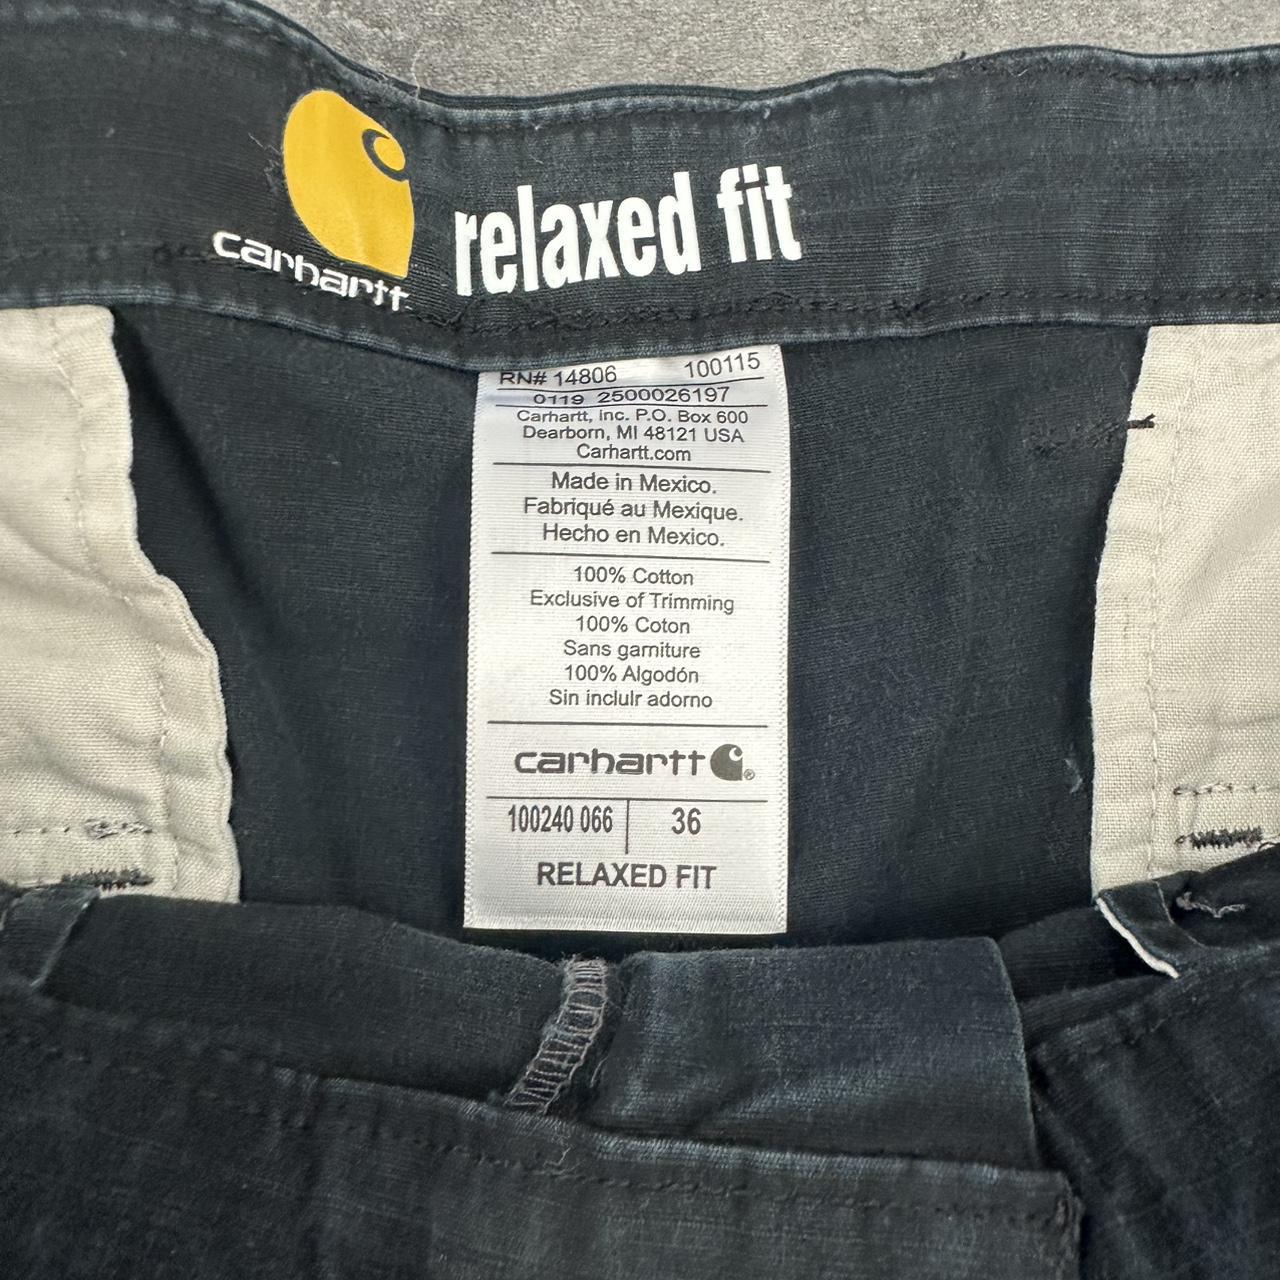 carhartt
relaxed fit
RN# 14806 100115
0119 2500026197
Carhartt, Inc. P.O. Box 600
Dearborn, MI 48121 USA
Carhartt.com
Made in Mexico.
Fabriqué au Mexique.
Hecho en Mexico.
100% Cotton
Exclusive of Trimming
100% Coton
Sans garniture
100% Algodón
Sin incluir adorno
carhartt ®
100240 066 36
RELAXED FIT